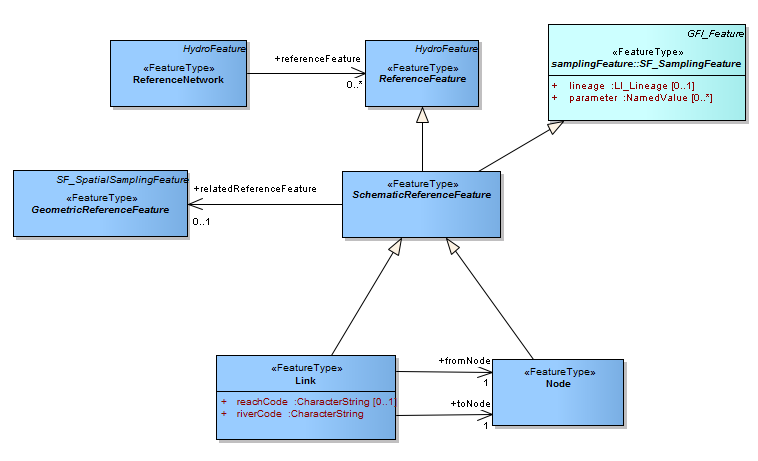 HydroFeature
«FeatureType»
ReferenceNetwork
+referenceFeature
0..*
HydroFeature
«FeatureType»
ReferenceFeature
GFI_Feature
«FeatureType»
samplingFeature::SF_SamplingFeature
+ lineage :LI_Lineage [0..1]
+ parameter :NamedValue [0..*]
SF_SpatialSamplingFeature
«FeatureType»
GeometricReferenceFeature
+relatedReferenceFeature
0..1
«FeatureType»
SchematicReferenceFeature
«FeatureType»
Link
+ reachCode :CharacterString [0..1]
+ riverCode :CharacterString
+fromNode
1
+toNode
1
«FeatureType»
Node